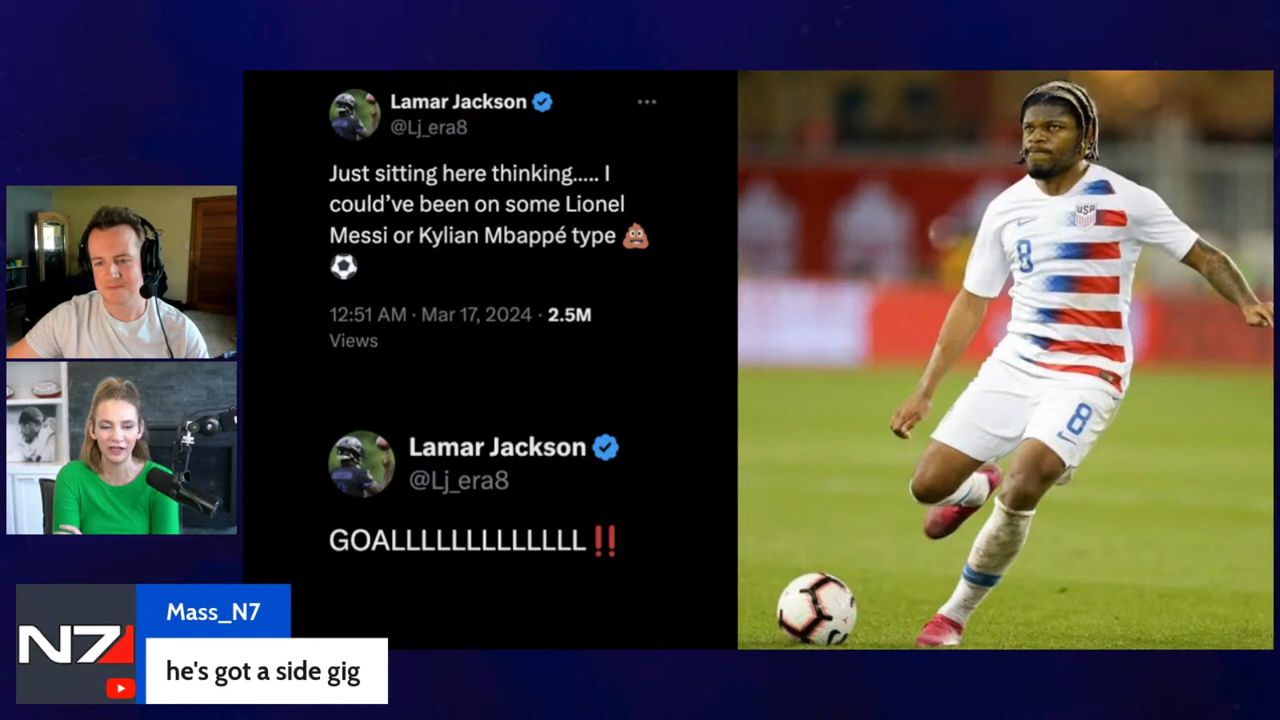 Lamar Jackson
@Lj_era8
Just sitting here thinking..... I
could've been on some Lionel
Messi or Kylian Mbappé type 💩
⚽
12:51 AM · Mar 17, 2024 · 2.5M
Views
Lamar Jackson
@Lj_era8
GOALLLLLLLLLLLLL‼️
8
8
N7
Mass_N7
he's got a side gig